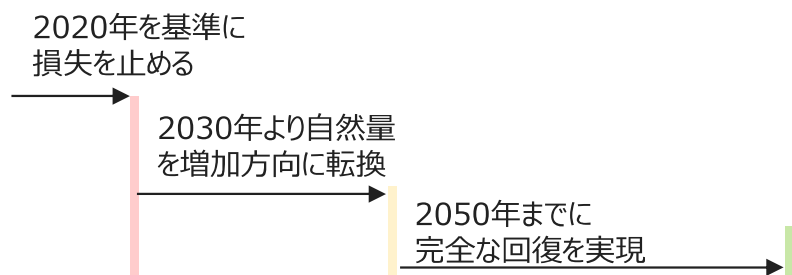 2020年を基準に
損失を止める
2030年より自然量
を増加方向に転換
2050年までに
完全な回復を実現